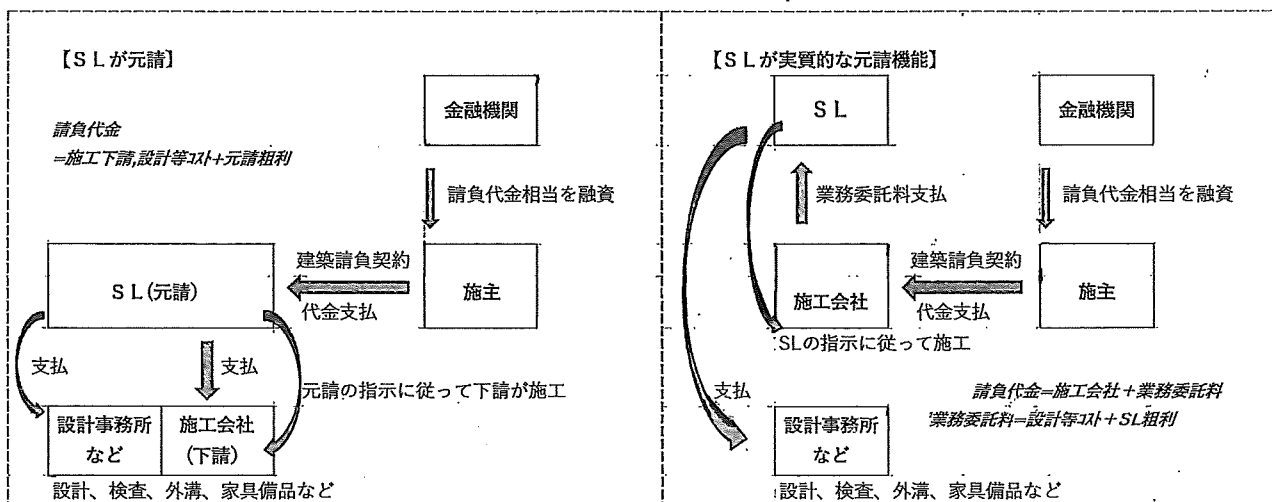 【ＳＬが元請】
金融機関
請負代金
=施工下請,設計等ｺｽﾄ+元請粗利
請負代金相当を融資
ＳＬ(元請)
建築請負契約
代金支払
施主
支払
支払
元請の指示に従って下請が施工
設計事務所
など
施工会社
(下請)
設計、検査、外溝、家具備品など
【ＳＬが実質的な元請機能】
ＳＬ
金融機関
業務委託料支払
請負代金相当を融資
施工会社
建築請負契約
代金支払
施主
SLの指示に従って施工
支払
請負代金=施工会社＋業務委託料
業務委託料=設計等ｺｽﾄ＋SL粗利
設計事務所
など
設計、検査、外溝、家具備品など